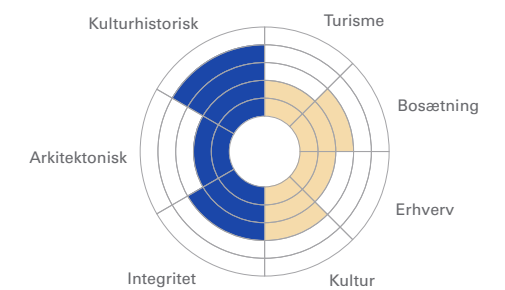 Kulturhistorisk
Turisme
Bosætning
Arkitektonisk
Erhverv
Integritet
Kultur